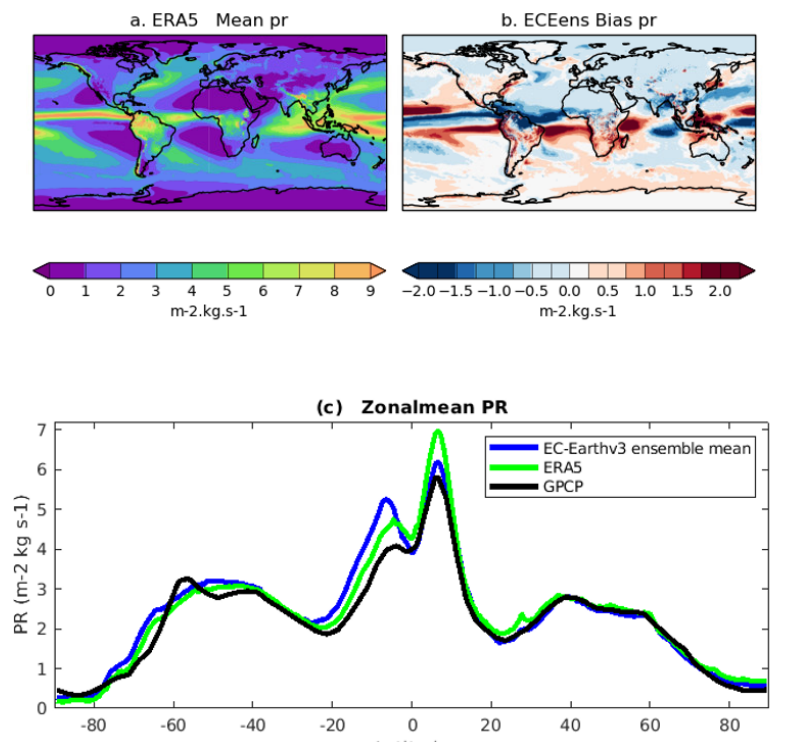 a. ERA5 Mean pr
b. ECEens Bias pr
0 1 2 3 4 5 6 7 8 9
m-2.kg.s-1
−2.0 −1.5 −1.0 −0.5 0.0 0.5 1.0 1.5 2.0
m-2.kg.s-1
(c) Zonalmean PR
EC-Earthv3 ensemble mean
ERA5
GPCP
PR (m-2 kg s-1)
7
6
5
4
3
2
1
0
-80 -60 -40 -20 0 20 40 60 80